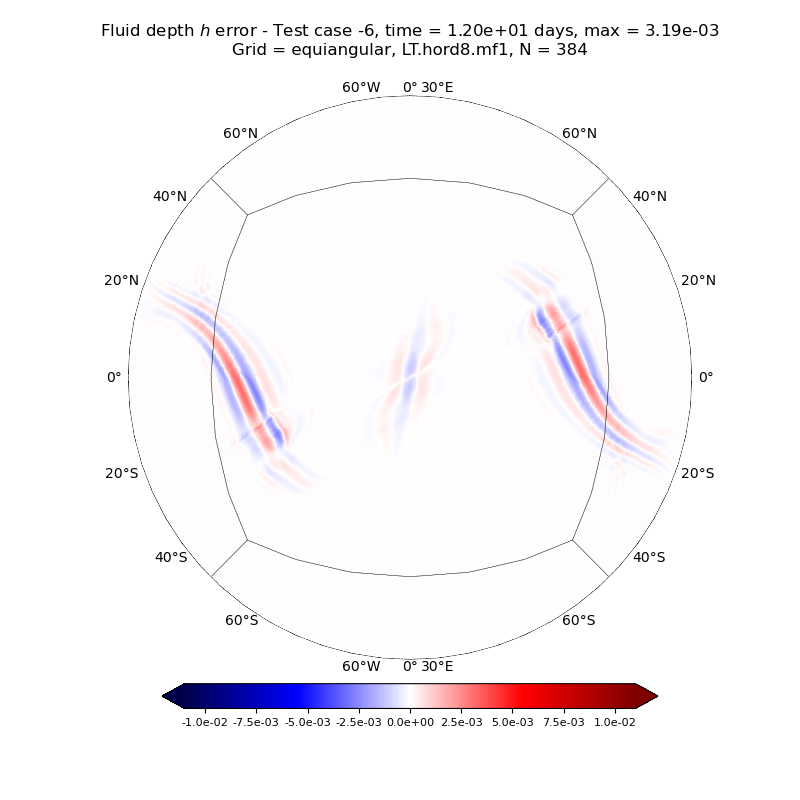 Fluid depth h error - Test case -6, time = 1.20e+01 days, max = 3.19e-03
Grid = equiangular, LT.hord8.mf1, N = 384
60°W 0° 30°E
60°N 60°N
40°N 40°N
20°N 20°N
0° 0°
20°S 20°S
40°S 40°S
60°S 60°S
60°W 0° 30°E
-1.0e-02 -7.5e-03 -5.0e-03 -2.5e-03 0.0e+00 2.5e-03 5.0e-03 7.5e-03 1.0e-02